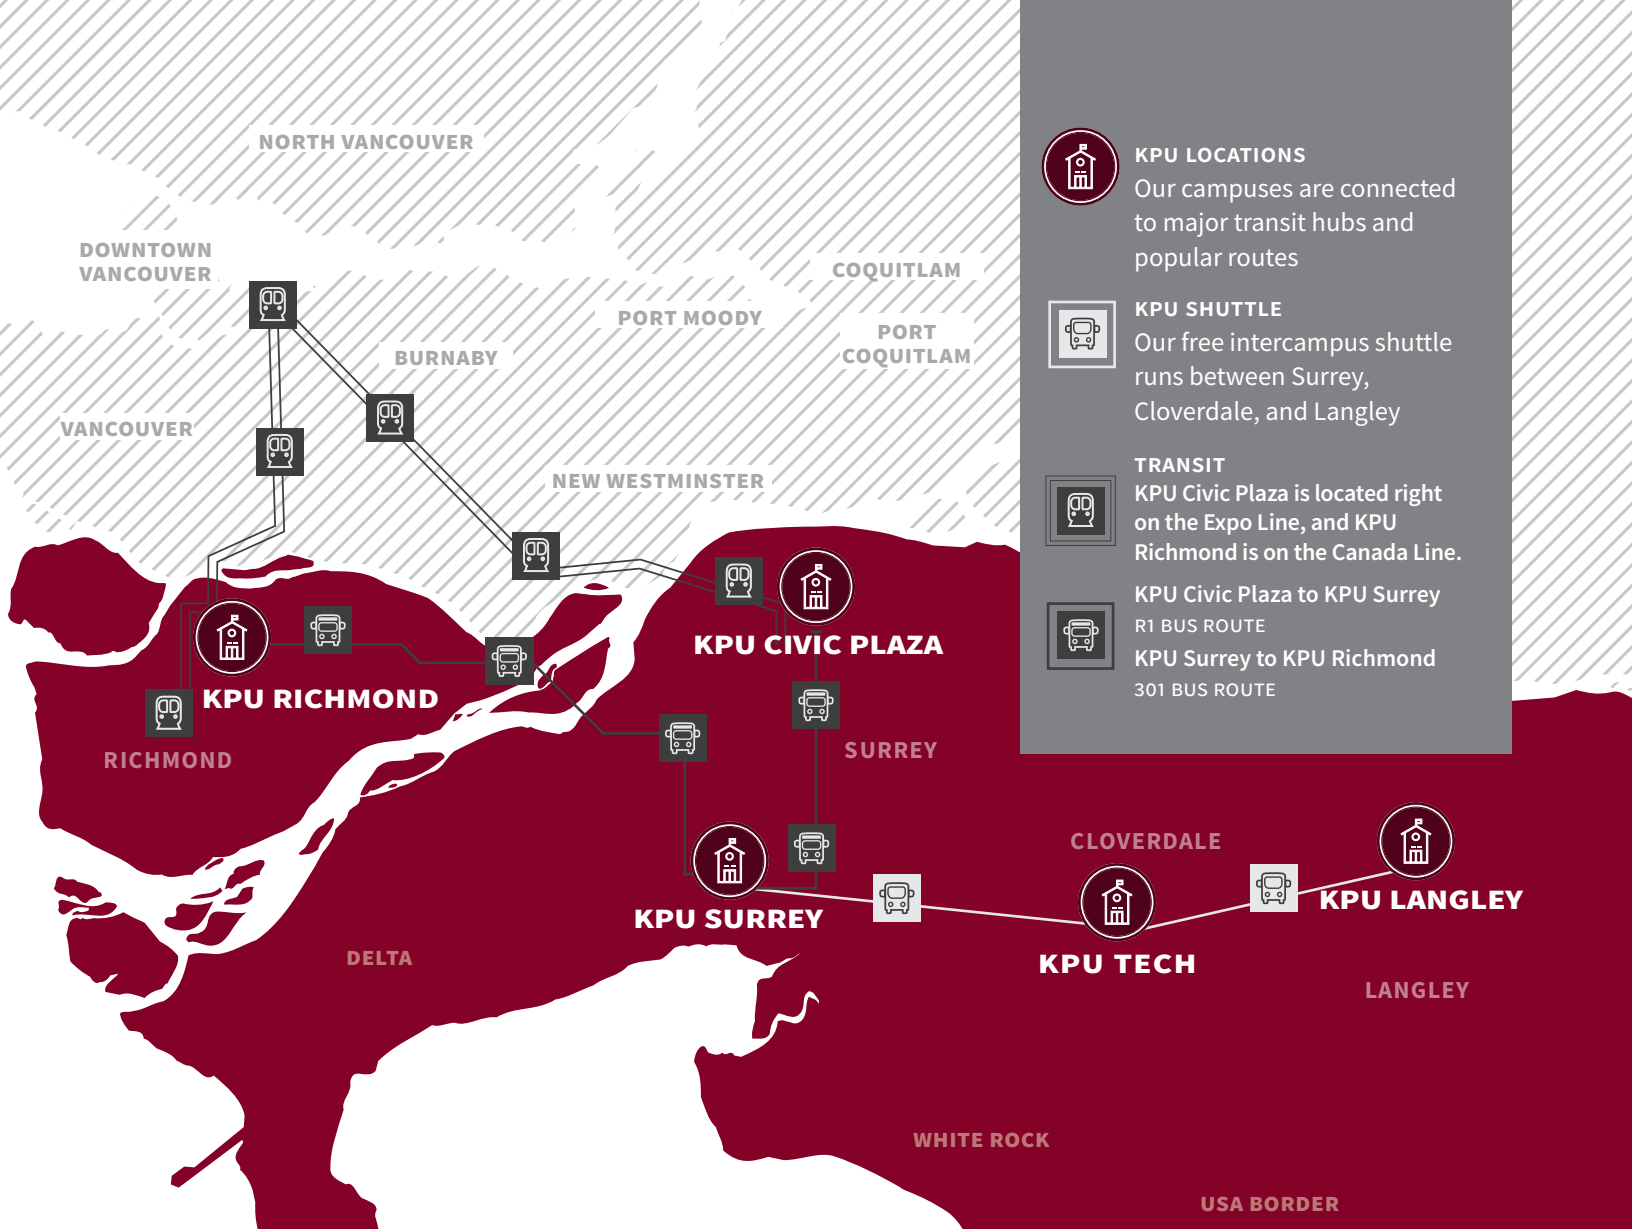 NORTH VANCOUVER
DOWNTOWN
VANCOUVER
COQUITLAM
PORT MOODY
PORT
COQUITLAM
BURNABY
VANCOUVER
NEW WESTMINSTER
KPU CIVIC PLAZA
KPU RICHMOND
RICHMOND
SURREY
CLOVERDALE
KPU LANGLEY
KPU SURREY
DELTA
KPU TECH
LANGLEY
WHITE ROCK
USA BORDER
KPU LOCATIONS
Our campuses are connected
to major transit hubs and
popular routes
KPU SHUTTLE
Our free intercampus shuttle
runs between Surrey,
Cloverdale, and Langley
TRANSIT
KPU Civic Plaza is located right
on the Expo Line, and KPU
Richmond is on the Canada Line.
KPU Civic Plaza to KPU Surrey
R1 BUS ROUTE
KPU Surrey to KPU Richmond
301 BUS ROUTE